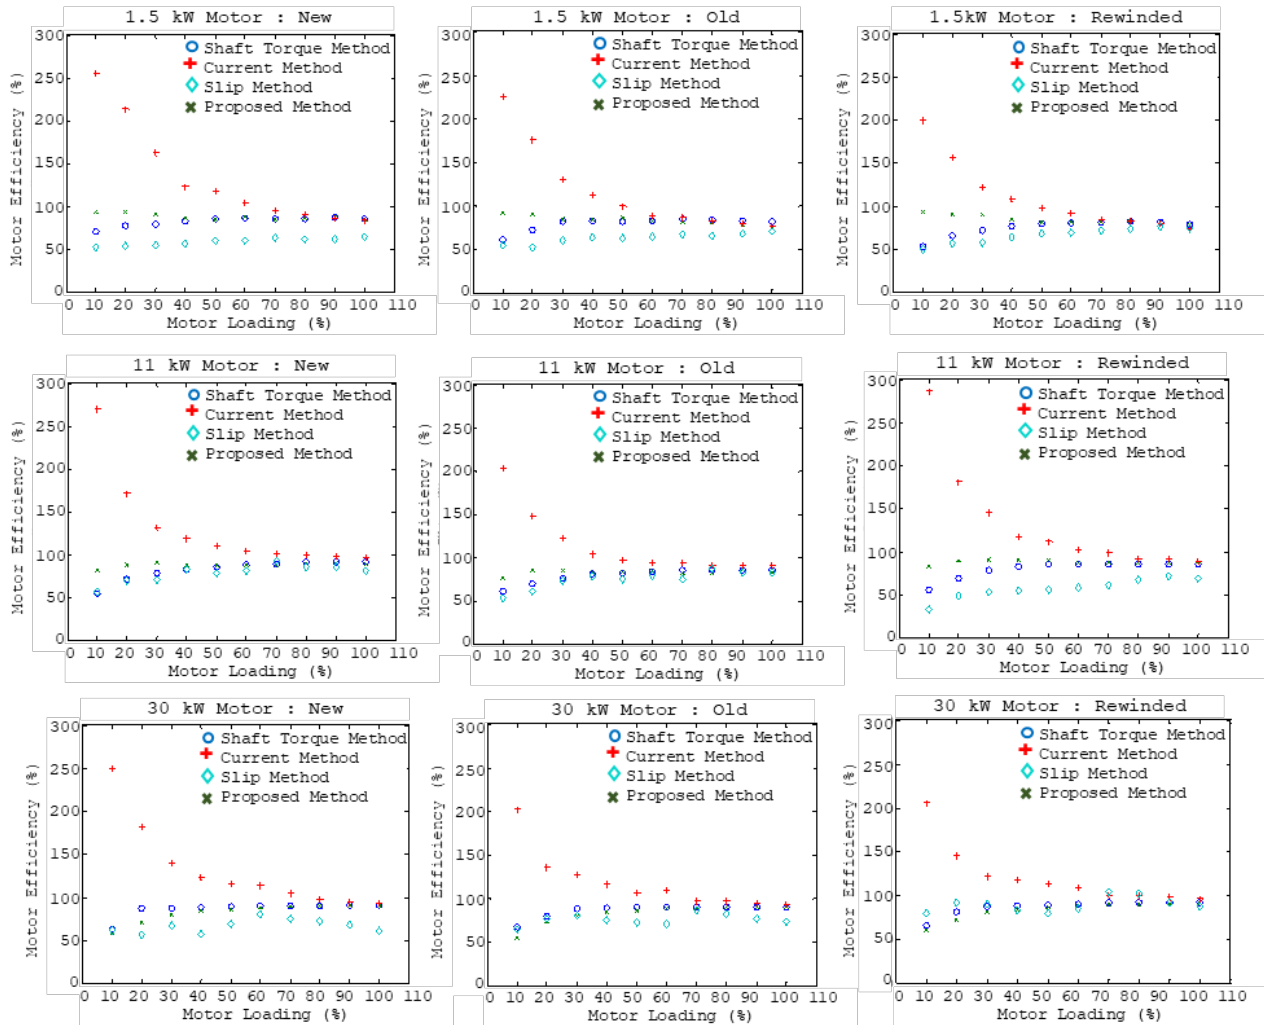 1.5 kW Motor : New
300
250
200
150
100
50
0
Motor Efficiency (%)
Shaft Torque Method
Current Method
Slip Method
Proposed Method
0 10 20 30 40 50 60 70 80 90 100 110
Motor Loading (%)
1.5 kW Motor : Old
300
250
200
150
100
50
0
Motor Efficiency (%)
Shaft Torque Method
Current Method
Slip Method
Proposed Method
0 10 20 30 40 50 60 70 80 90 100 110
Motor Loading (%)
1.5kW Motor : Rewinded
300
250
200
150
100
50
0
Motor Efficiency (%)
Shaft Torque Method
Current Method
Slip Method
Proposed Method
0 10 20 30 40 50 60 70 80 90 100 110
Motor Loading (%)
11 kW Motor : New
300
250
200
150
100
50
0
Motor Efficiency (%)
Shaft Torque Method
Current Method
Slip Method
Proposed Method
0 10 20 30 40 50 60 70 80 90 100 110
Motor Loading (%)
11 kW Motor : Old
300
250
200
150
100
50
0
Motor Efficiency (%)
Shaft Torque Method
Current Method
Slip Method
Proposed Method
0 10 20 30 40 50 60 70 80 90 100 110
Motor Loading (%)
11 kW Motor : Rewinded
300
250
200
150
100
50
0
Motor Efficiency (%)
Shaft Torque Method
Current Method
Slip Method
Proposed Method
0 10 20 30 40 50 60 70 80 90 100 110
Motor Loading (%)
30 kW Motor : New
300
250
200
150
100
50
0
Motor Efficiency (%)
Shaft Torque Method
Current Method
Slip Method
Proposed Method
0 10 20 30 40 50 60 70 80 90 100 110
Motor Loading (%)
30 kW Motor : Old
300
250
200
150
100
50
0
Motor Efficiency (%)
Shaft Torque Method
Current Method
Slip Method
Proposed Method
0 10 20 30 40 50 60 70 80 90 100 110
Motor Loading (%)
30 kW Motor : Rewinded
300
250
200
150
100
50
0
Motor Efficiency (%)
Shaft Torque Method
Current Method
Slip Method
Proposed Method
0 10 20 30 40 50 60 70 80 90 100 110
Motor Loading (%)